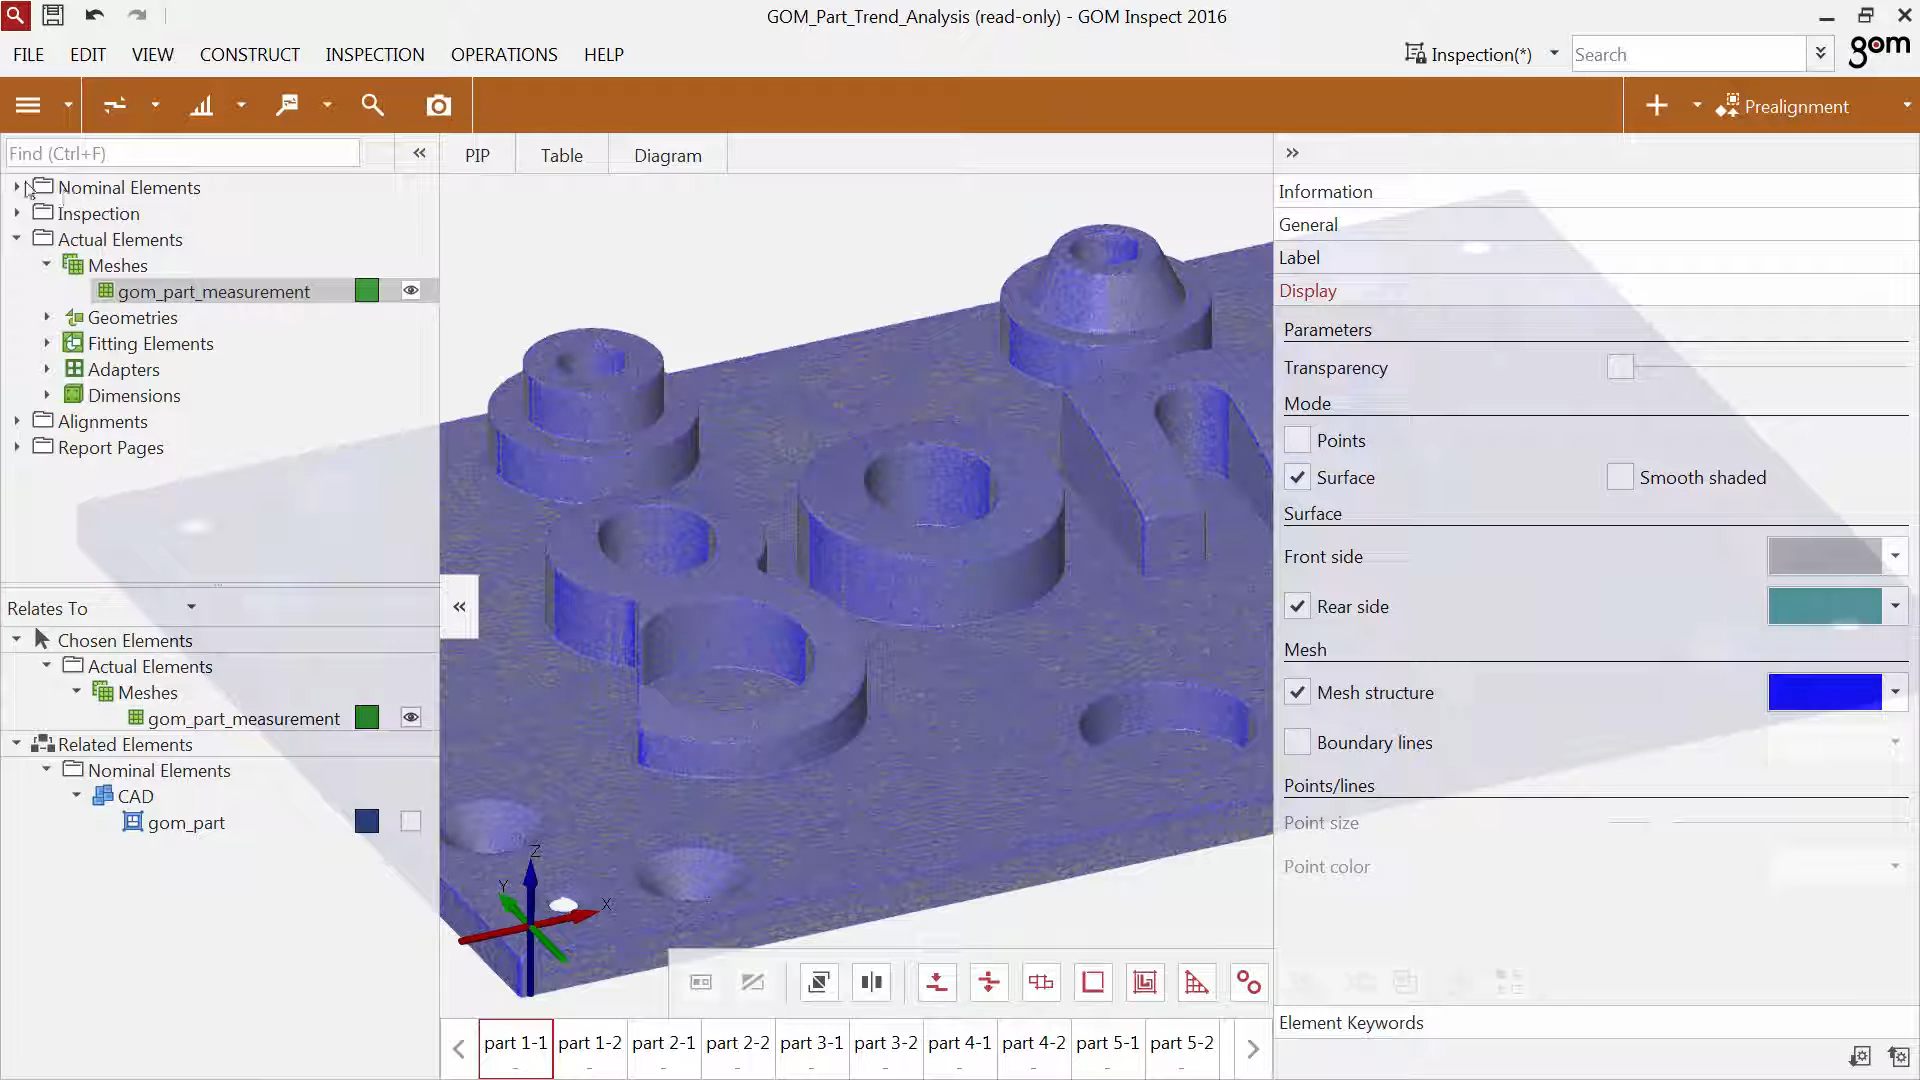 GOM_Part_Trend_Analysis (read-only) - GOM Inspect 2016
FILE EDIT VIEW CONSTRUCT INSPECTION OPERATIONS HELP
Inspection(*)
Search
gom
Prealignment
Find (Ctrl+F)
Nominal Elements
Inspection
Actual Elements
Meshes
gom_part_measurement
Geometries
Fitting Elements
Adapters
Dimensions
Alignments
Report Pages
Relates To
Chosen Elements
Actual Elements
Meshes
gom_part_measurement
Related Elements
Nominal Elements
CAD
gom_part
PIP Table Diagram
Z
Y
X
part 1-1 part 1-2 part 2-1 part 2-2 part 3-1 part 3-2 part 4-1 part 4-2 part 5-1 part 5-2
- - - - - - - - - -
Information
General
Label
Display
Parameters
Transparency
Mode
Points
Surface Smooth shaded
Surface
Front side
Rear side
Mesh
Mesh structure
Boundary lines
Points/lines
Point size
Point color
Element Keywords